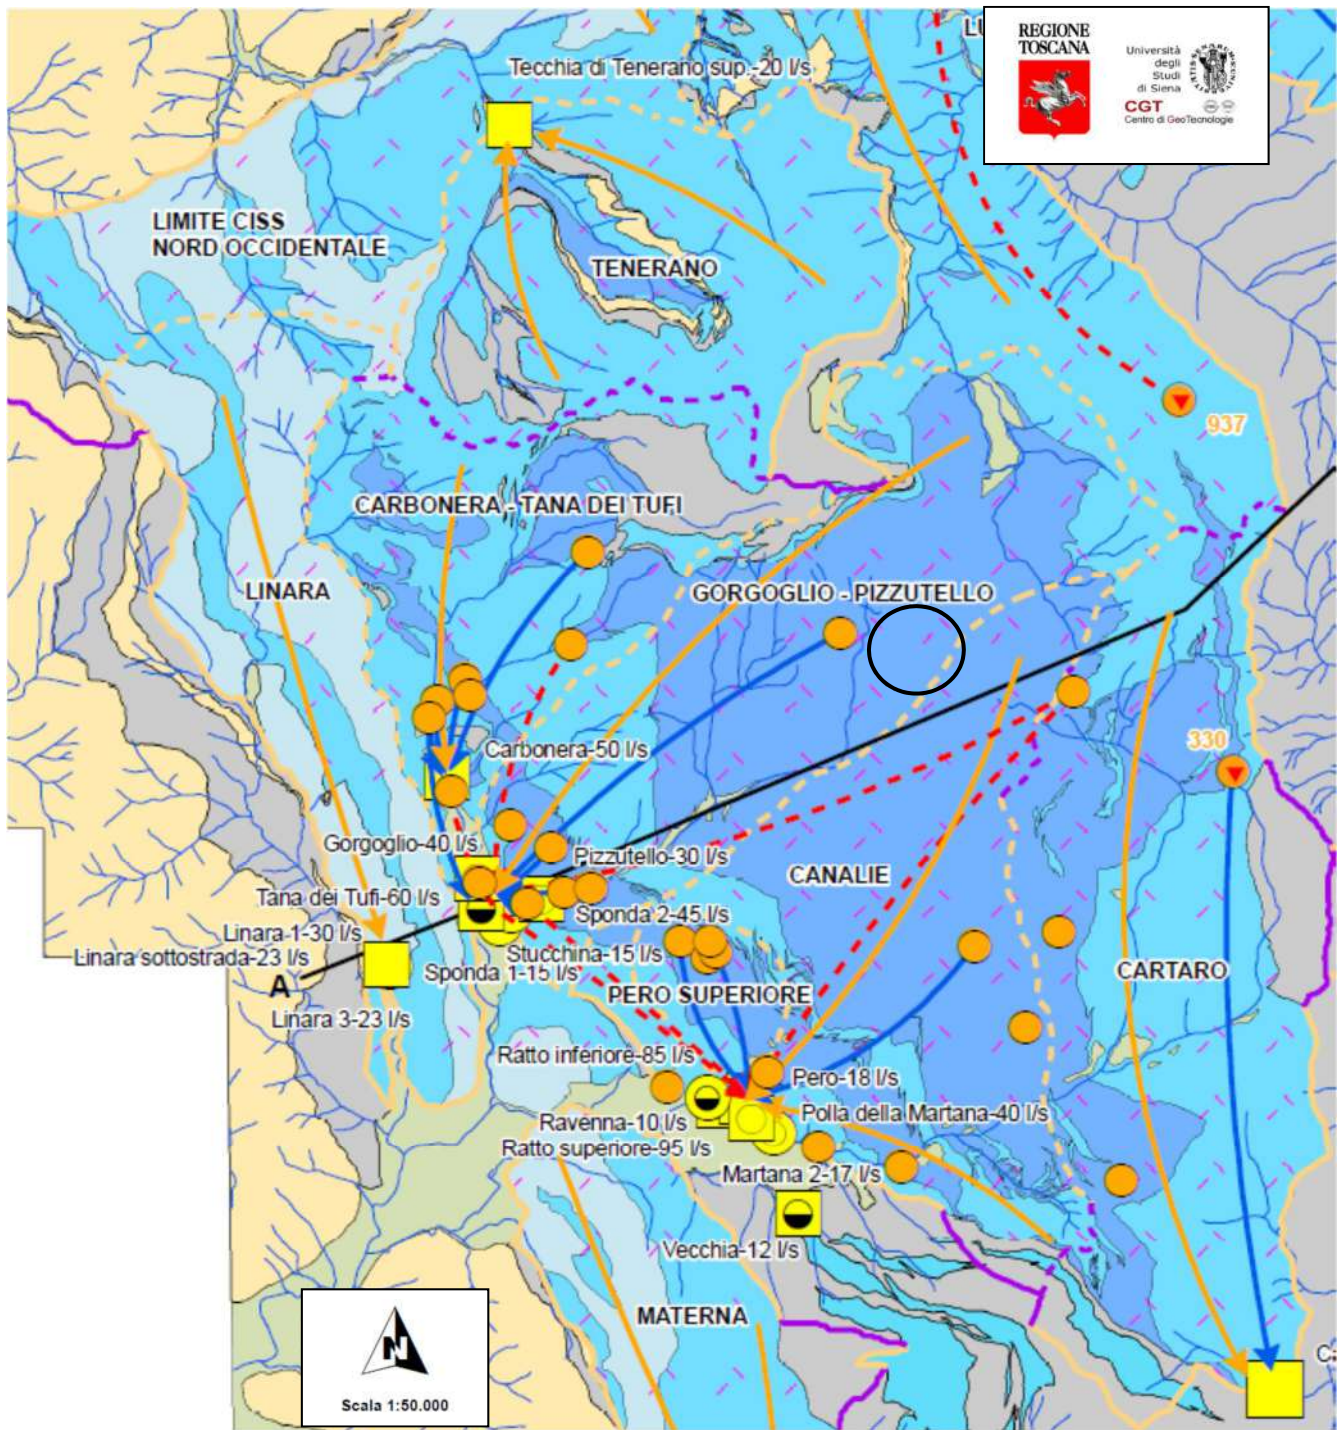 LU
REGIONE
TOSCANA
Università
degli
Studi
di Siena
CGT
Centro di GeoTecnologie
Tecchia di Tenerano sup.-20 l/s
LIMITE CISS
NORD OCCIDENTALE
TENERANO
937
CARBONERA - TANA DEI TUFI
LINARA
GORGOGLIO - PIZZUTELLO
330
Carbonera-50 l/s
Gorgoglio-40 l/s
Pizzutello-30 l/s
CANALIE
Tana dei Tufi-60 l/s
Sponda 2-45 l/s
Linara 1-30 l/s
Linara sottostrada-23 l/s
Stucchina-15 l/s
Sponda 1-15 l/s
CARTARO
A
PERO SUPERIORE
Linara 3-23 l/s
Ratto inferiore-85 l/s
Pero-18 l/s
Polla della Martana-40 l/s
Ravenna-10 l/s
Ratto superiore-95 l/s
Martana 2-17 l/s
Vecchia-12 l/s
MATERNA
N
Scala 1:50.000